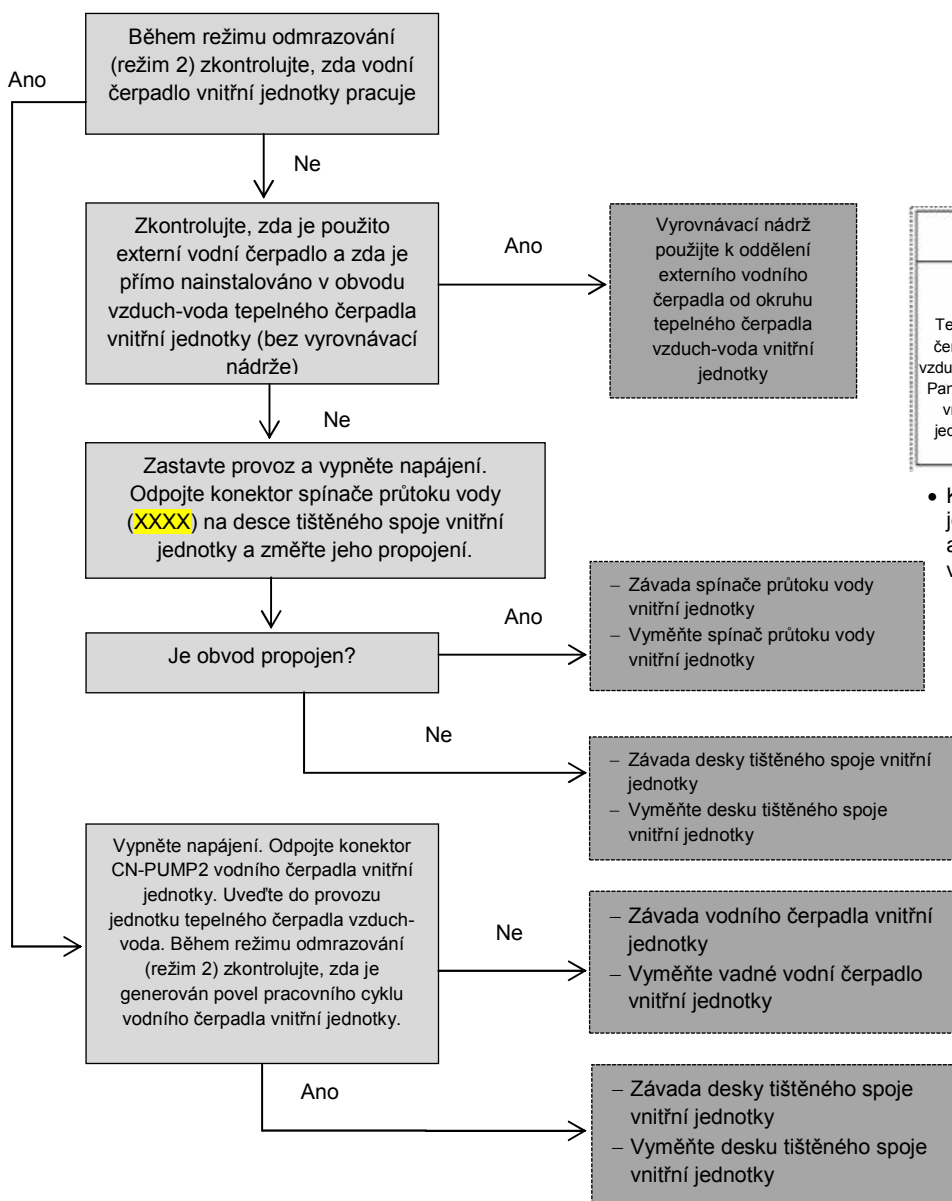 Během režimu odmrazování
(režim 2) zkontrolujte, zda vodní
čerpadlo vnitřní jednotky pracuje
Ano
Ne
Zkontrolujte, zda je použito
externí vodní čerpadlo a zda je
přímo nainstalováno v obvodu
vzduch-voda tepelného čerpadla
vnitřní jednotky (bez vyrovnávací
nádrže)
Ano
Vyrovnávací nádrž
použijte k oddělení
externího vodního
čerpadla od okruhu
tepelného čerpadla
vzduch-voda vnitřní
jednotky
Ne
Zastavte provoz a vypněte napájení.
Odpojte konektor spínače průtoku vody
(XXXX) na desce tištěného spoje vnitřní
jednotky a změřte jeho propojení.
Je obvod propojen?
Ano
– Závada spínače průtoku vody
vnitřní jednotky
– Vyměňte spínač průtoku vody
vnitřní jednotky
Ne
– Závada desky tištěného spoje vnitřní
jednotky
– Vyměňte desku tištěného spoje
vnitřní jednotky
Vypněte napájení. Odpojte konektor
CN-PUMP2 vodního čerpadla vnitřní
jednotky. Uveďte do provozu
jednotku tepelného čerpadla vzduch-
voda. Během režimu odmrazování
(režim 2) zkontrolujte, zda je
generován povel pracovního cyklu
vodního čerpadla vnitřní jednotky.
Ne
– Závada vodního čerpadla vnitřní
jednotky
– Vyměňte vadné vodní čerpadlo
vnitřní jednotky
Ano
– Závada desky tištěného spoje
vnitřní jednotky
– Vyměňte desku tištěného spoje
vnitřní jednotky